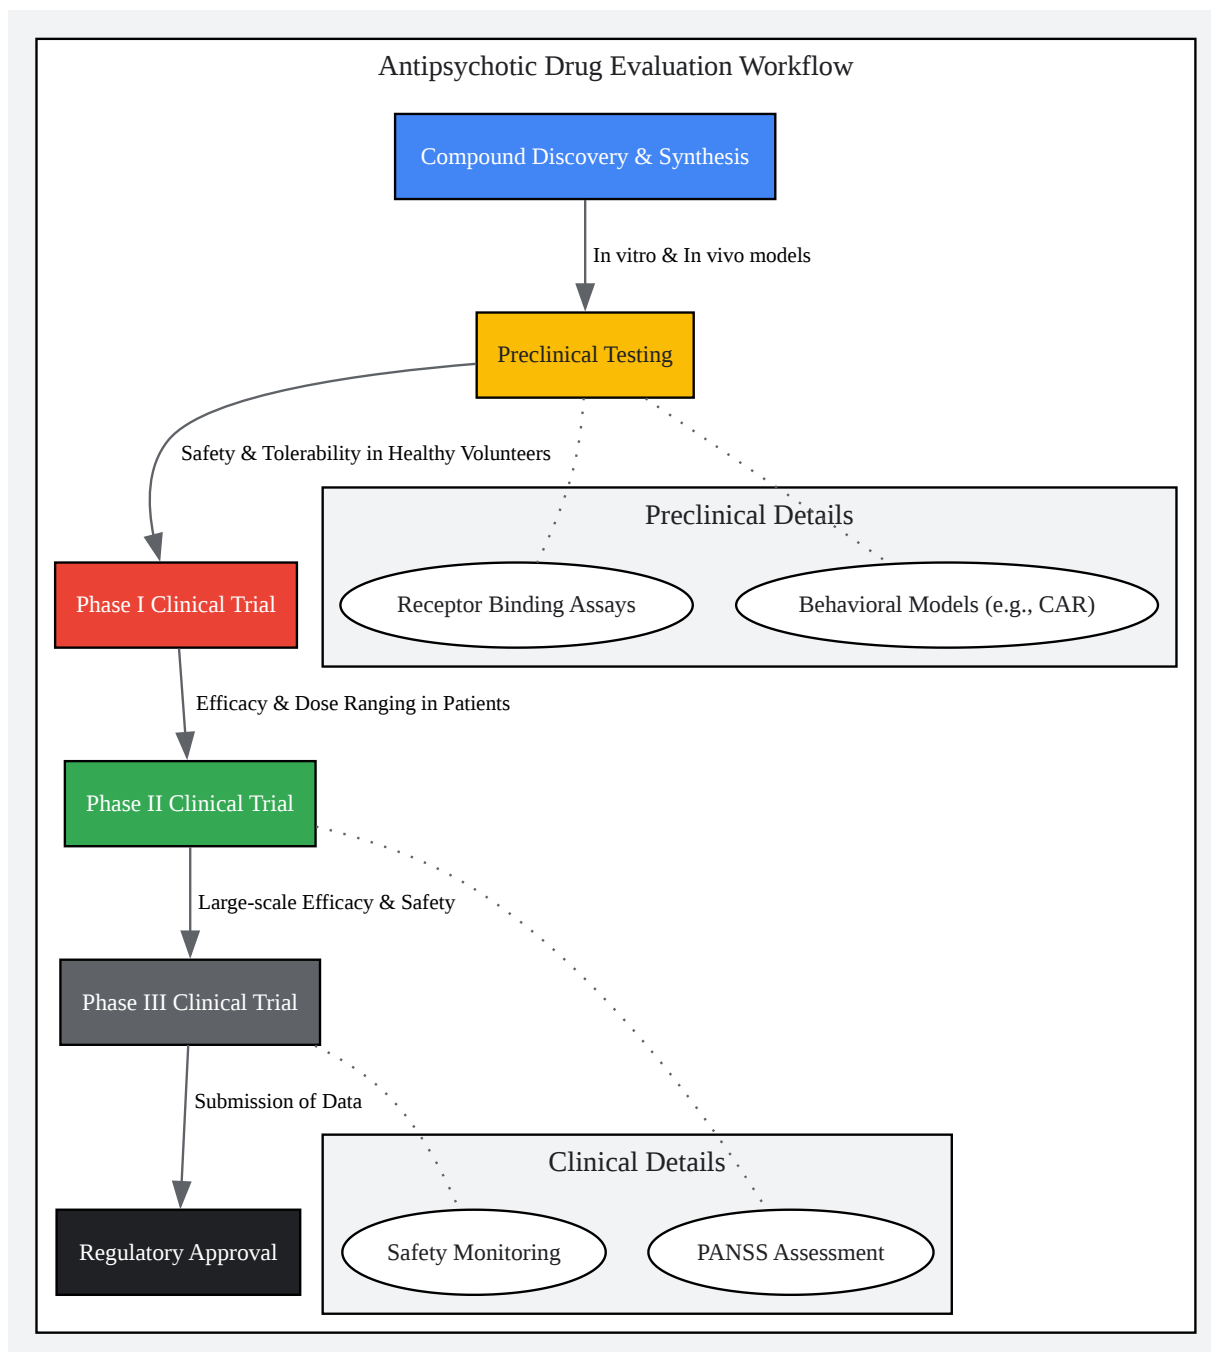 Antipsychotic Drug Evaluation Workflow
Compound Discovery & Synthesis
In vitro & In vivo models
Preclinical Testing
Safety & Tolerability in Healthy Volunteers
Preclinical Details
Phase I Clinical Trial
Receptor Binding Assays
Behavioral Models (e.g., CAR)
Efficacy & Dose Ranging in Patients
Phase II Clinical Trial
Large-scale Efficacy & Safety
Phase III Clinical Trial
Submission of Data
Clinical Details
Regulatory Approval
Safety Monitoring
PANSS Assessment